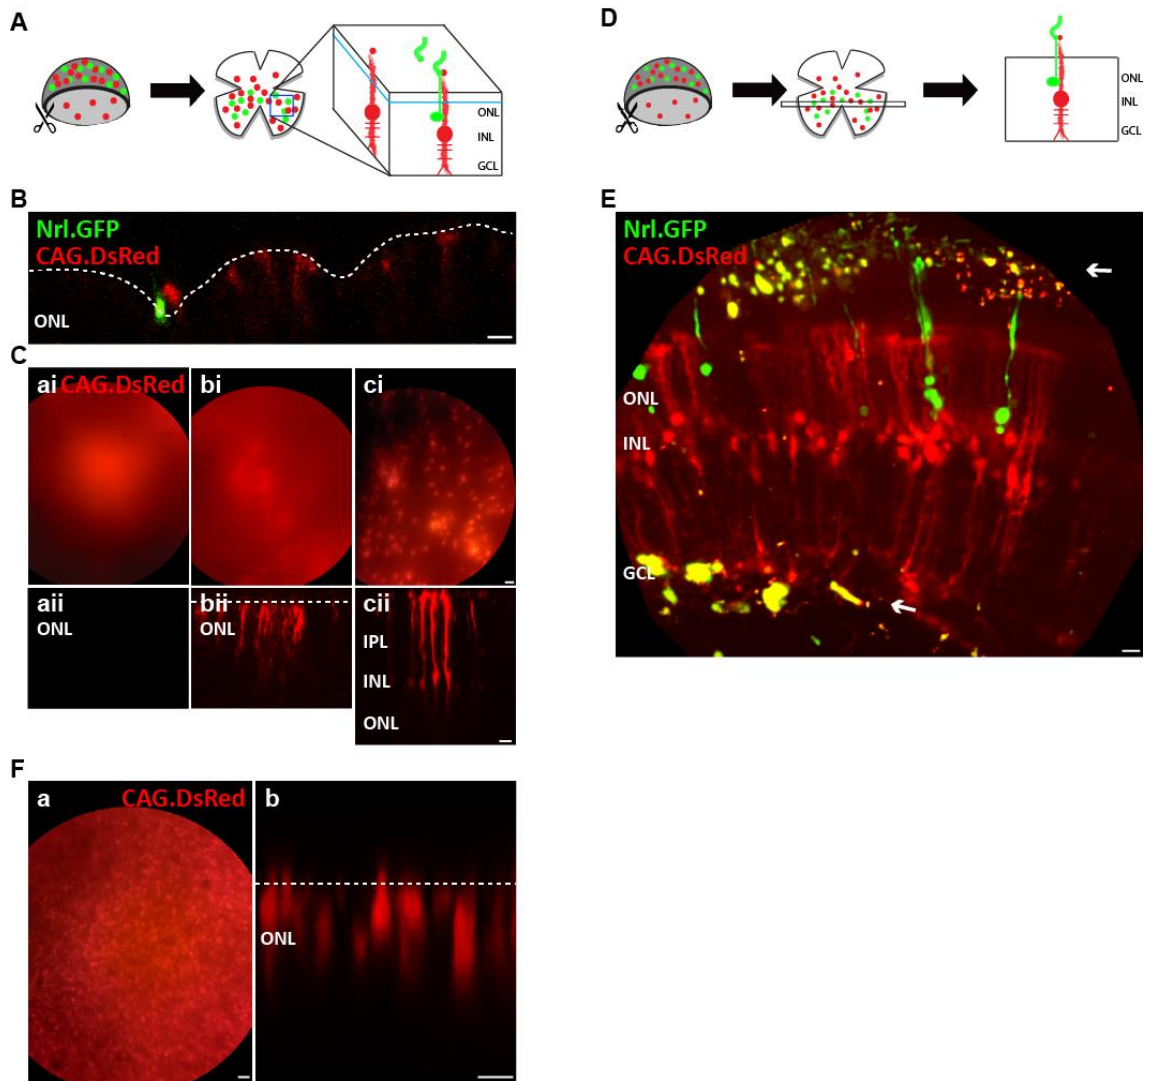 A
ONL
INL
GCL
B
Nrl.GFP
CAG.DsRed
ONL
C
ai CAG.DsRed
bi
ci
aii
ONL
bii
ONL
cii
IPL
INL
ONL
D
ONL
INL
GCL
E
Nrl.GFP
CAG.DsRed
ONL
INL
GCL
F
a
CAG.DsRed
b
ONL